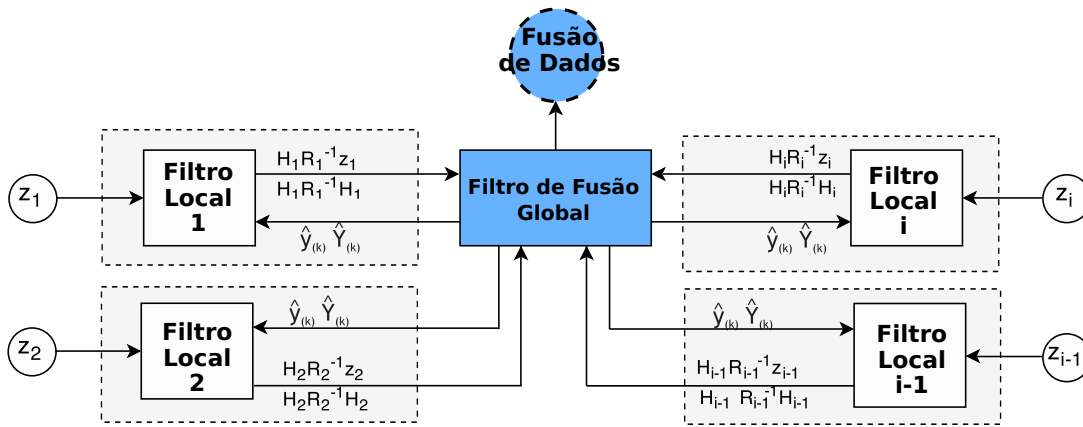 Fusão
de Dados
z₁
Filtro
Local
1
H₁R₁⁻¹z₁
H₁R₁⁻¹H₁
ŷ₍ₖ₎ Ŷ₍ₖ₎
Filtro de Fusão
Global
HᵢRᵢ⁻¹zᵢ
HᵢRᵢ⁻¹Hᵢ
ŷ₍ₖ₎ Ŷ₍ₖ₎
Filtro
Local
i
zᵢ
z₂
Filtro
Local
2
ŷ₍ₖ₎ Ŷ₍ₖ₎
H₂R₂⁻¹z₂
H₂R₂⁻¹H₂
ŷ₍ₖ₎ Ŷ₍ₖ₎
Hᵢ₋₁Rᵢ₋₁⁻¹zᵢ₋₁
Hᵢ₋₁ Rᵢ₋₁⁻¹Hᵢ₋₁
Filtro
Local
i-1
zᵢ₋₁